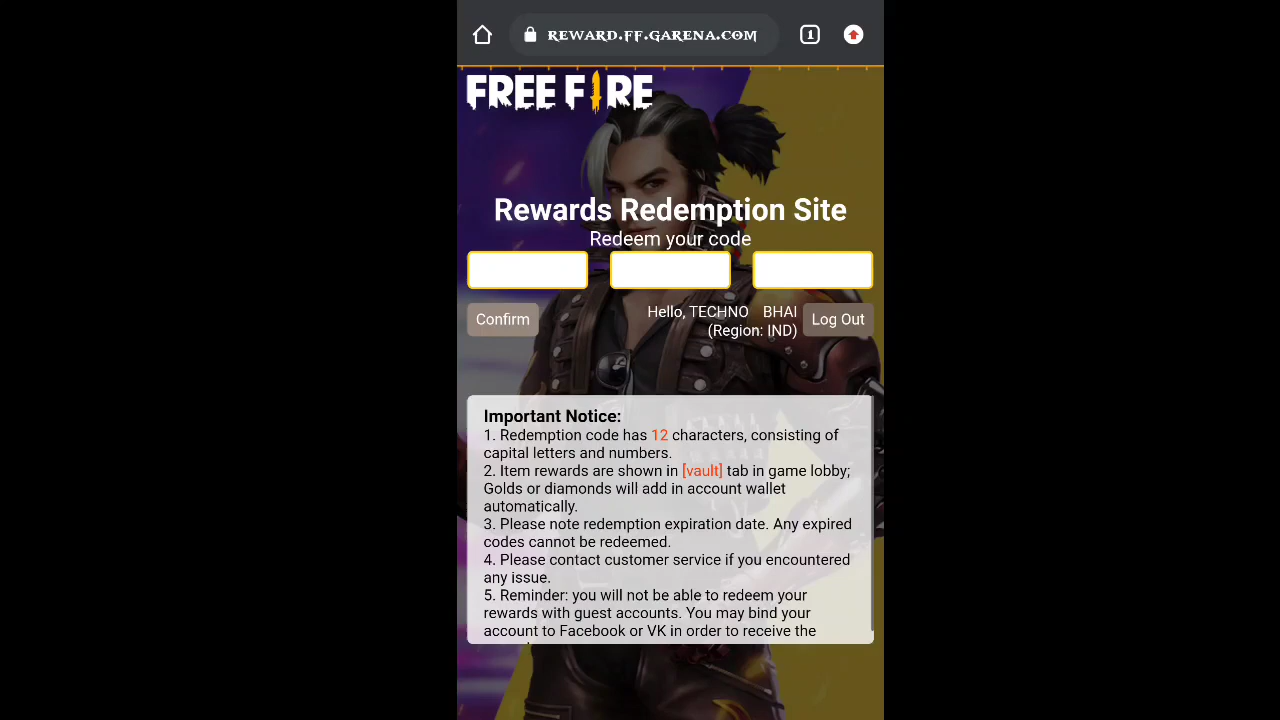 REWARD.FF.GARENA.COM
1
FREE FIRE
Rewards Redemption Site
Redeem your code
Confirm
Hello, TECHNO BHAI
(Region: IND)
Log Out
Important Notice:
1. Redemption code has 12 characters, consisting of
capital letters and numbers.
2. Item rewards are shown in [vault] tab in game lobby;
Golds or diamonds will add in account wallet
automatically.
3. Please note redemption expiration date. Any expired
codes cannot be redeemed.
4. Please contact customer service if you encountered
any issue.
5. Reminder: you will not be able to redeem your
rewards with guest accounts. You may bind your
account to Facebook or VK in order to receive the